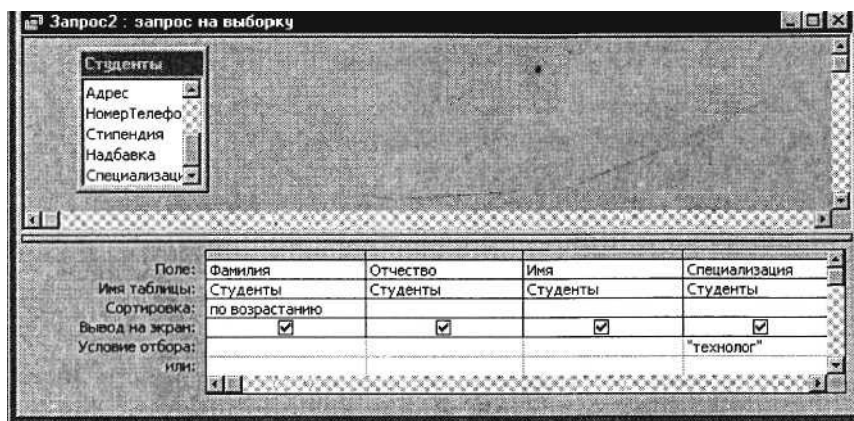 Запрос2 : запрос на выборку
Студенты
Адрес
НомерТелефо
Стипендия
Надбавка
Специализаци
Поле: Фамилия Отчество Имя Специализация
Имя таблицы: Студенты Студенты Студенты Студенты
Сортировка: по возрастанию
Вывод на экран:
Условие отбора: "технолог"
или: